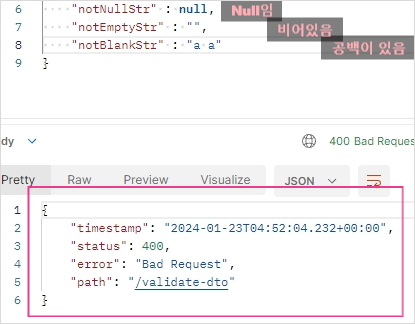 6 "notNullStr" : null, Null임
7 "notEmptyStr" : "", 비어있음
8 "notBlankStr" : "a a" 공백이 있음
9 }
dy 400 Bad Reques
Pretty Raw Preview Visualize JSON
1 {
2 "timestamp": "2024-01-23T04:52:04.232+00:00",
3 "status": 400,
4 "error": "Bad Request",
5 "path": "/validate-dto"
6 }